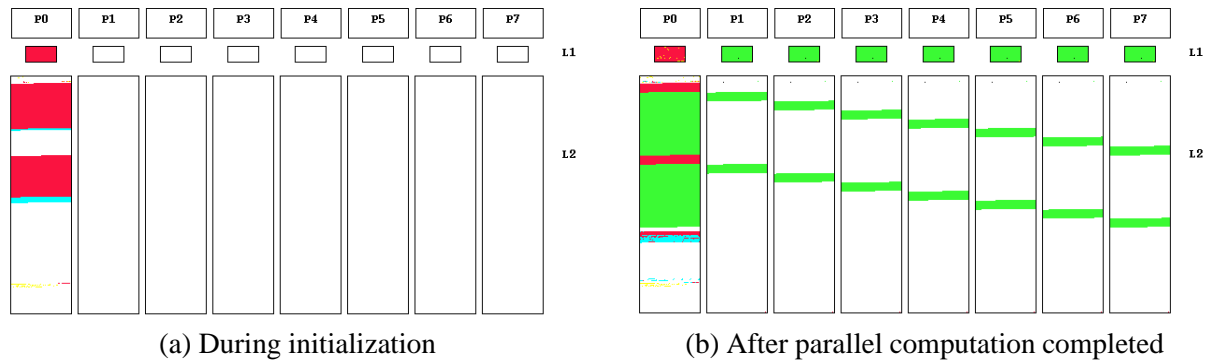 P0 P1 P2 P3 P4 P5 P6 P7
L1
L2
(a) During initialization
P0 P1 P2 P3 P4 P5 P6 P7
L1
L2
(b) After parallel computation completed